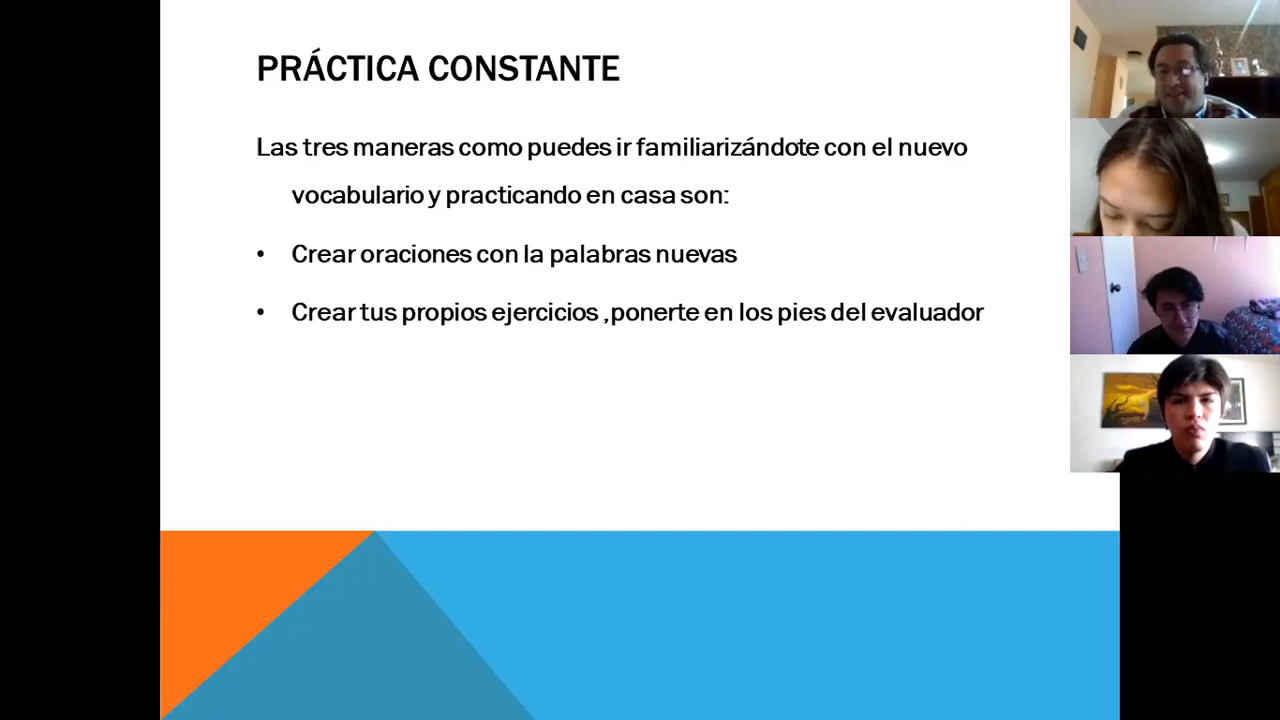 PRÁCTICA CONSTANTE
Las tres maneras como puedes ir familiarizándote con el nuevo
vocabulario y practicando en casa son:
• Crear oraciones con la palabras nuevas
• Crear tus propios ejercicios ,ponerte en los pies del evaluador